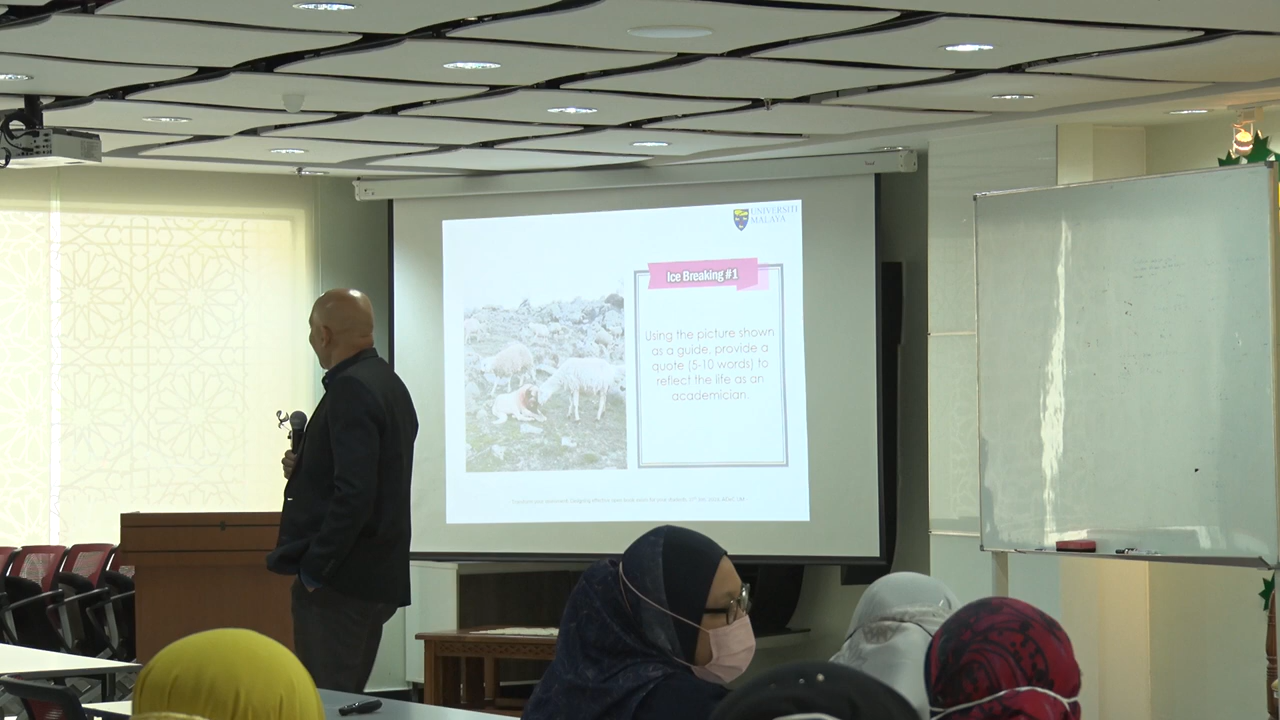 UNIVERSITI
MALAYA
Ice Breaking #1
Using the picture shown
as a guide, provide a
quote (5-10 words) to
reflect the life as an
academician.